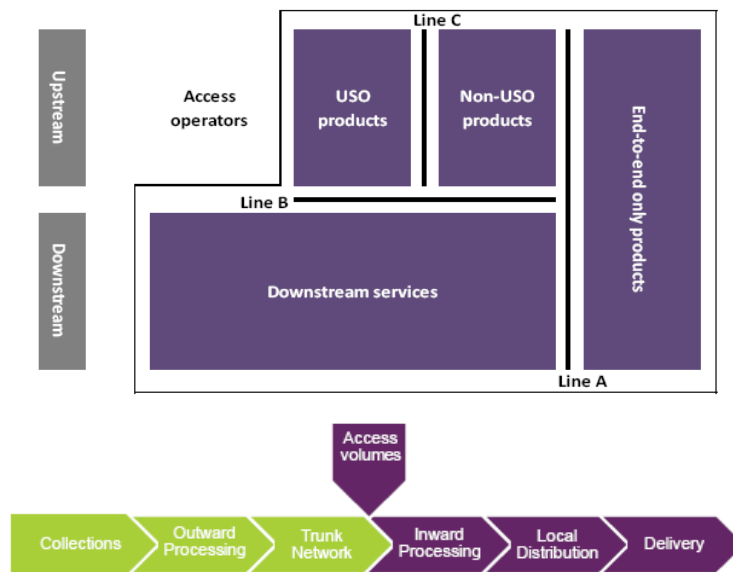 Line C
Upstream
Access
operators
USO
products
Non-USO
products
End-to-end only products
Line B
Downstream
Downstream services
Line A
Access
volumes
Collections
Outward
Processing
Trunk
Network
Inward
Processing
Local
Distribution
Delivery